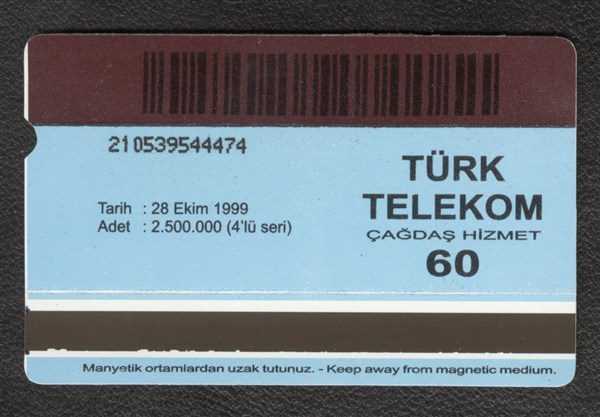 210539544474
TÜRK
TELEKOM
ÇAĞDAŞ HİZMET
60
Tarih : 28 Ekim 1999
Adet : 2.500.000 (4'lü seri)
Manyetik ortamlardan uzak tutunuz. - Keep away from magnetic medium.